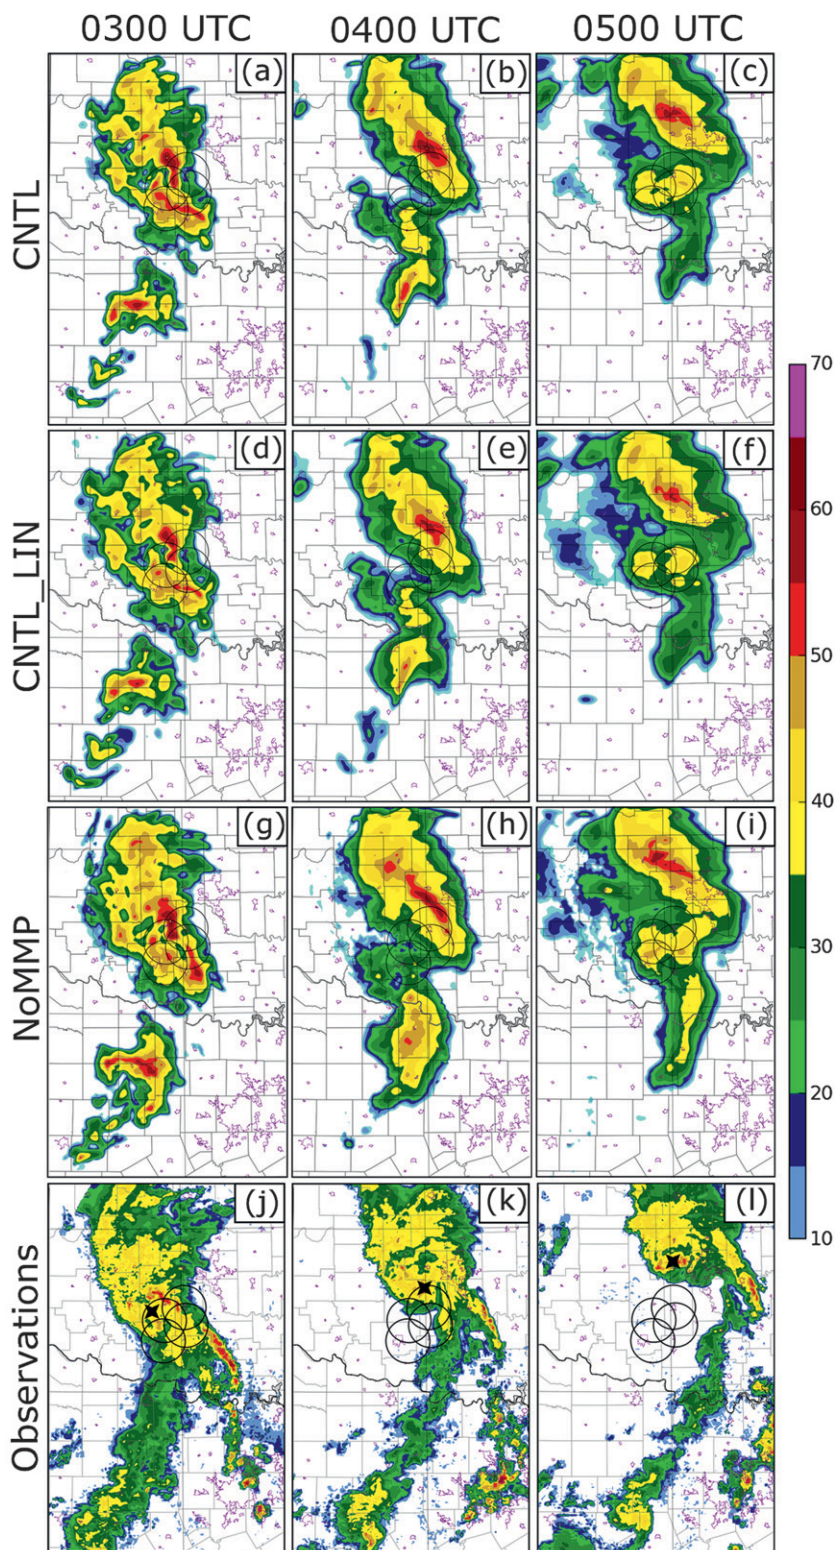 0300 UTC 0400 UTC 0500 UTC
CNTL (a) (b) (c)
CNTL_LIN (d) (e) (f)
NoMMP (g) (h) (i)
Observations (j) (k) (l)
70
60
50
40
30
20
10